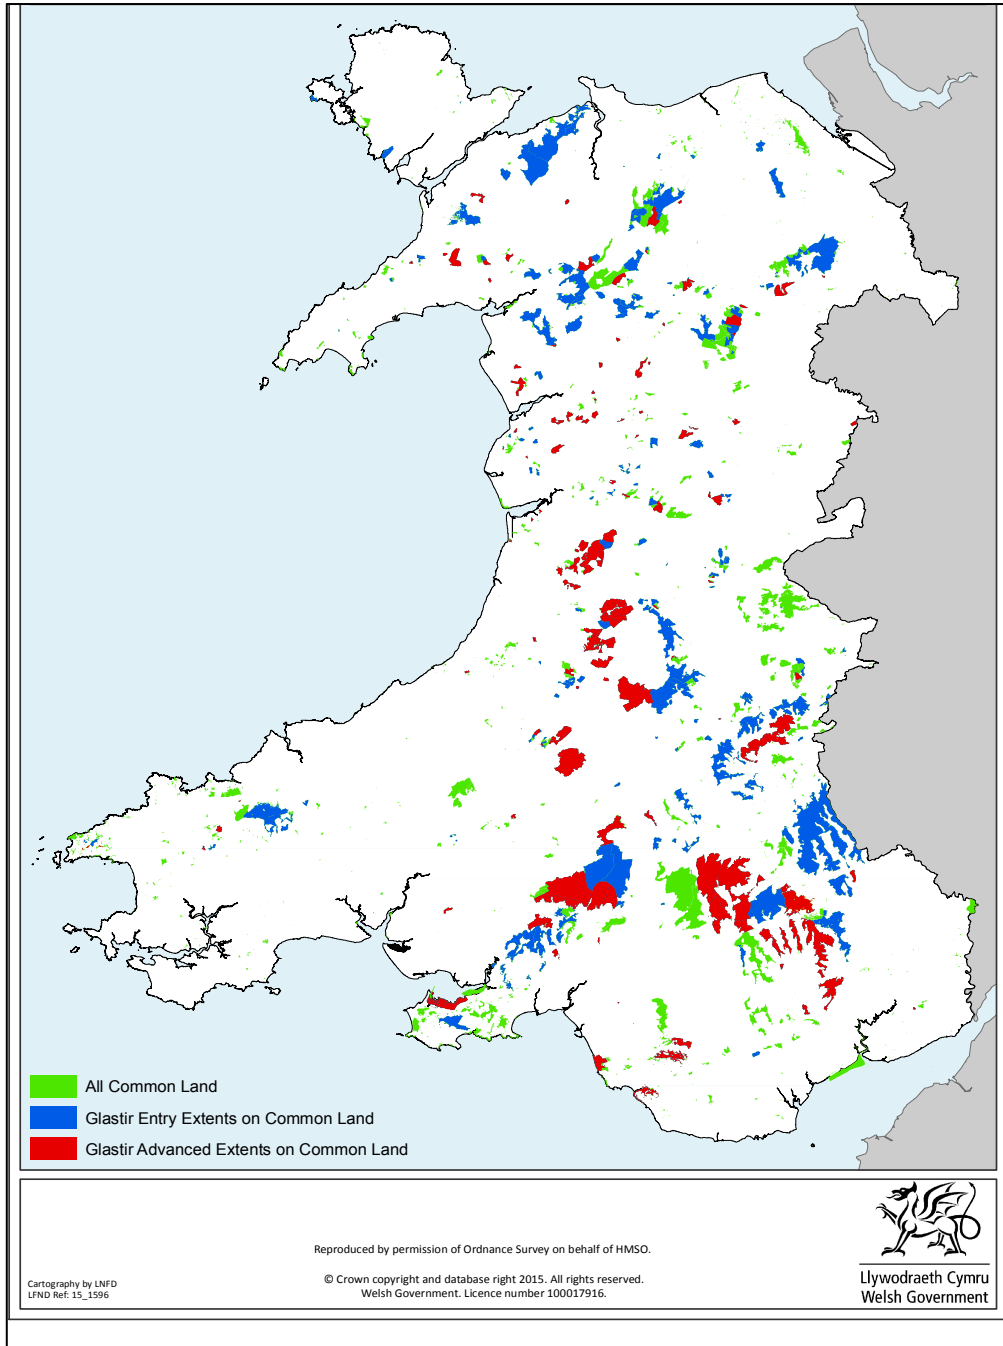 All Common Land
Glastir Entry Extents on Common Land
Glastir Advanced Extents on Common Land
Reproduced by permission of Ordnance Survey on behalf of HMSO.
© Crown copyright and database right 2015. All rights reserved.
Welsh Government. Licence number 100017916.
Cartography by LNFD
LFND Ref: 15_1596
Llywodraeth Cymru
Welsh Government